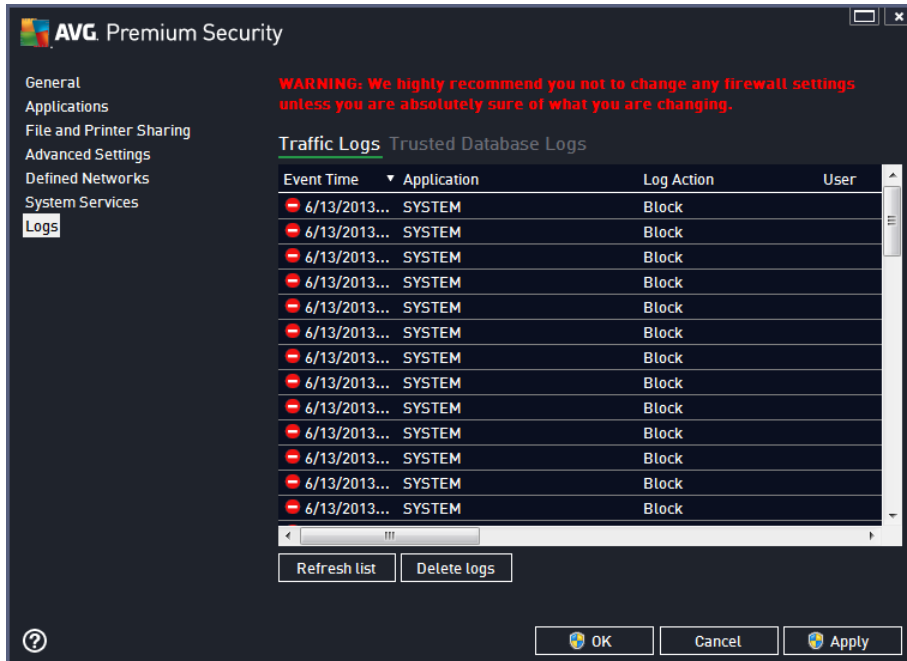 AVG. Premium Security
General
Applications
File and Printer Sharing
Advanced Settings
Defined Networks
System Services
Logs
WARNING: We highly recommend you not to change any firewall settings
unless you are absolutely sure of what you are changing.
Traffic Logs Trusted Database Logs
Event Time Application Log Action User
6/13/2013... SYSTEM Block
6/13/2013... SYSTEM Block
6/13/2013... SYSTEM Block
6/13/2013... SYSTEM Block
6/13/2013... SYSTEM Block
6/13/2013... SYSTEM Block
6/13/2013... SYSTEM Block
6/13/2013... SYSTEM Block
6/13/2013... SYSTEM Block
6/13/2013... SYSTEM Block
6/13/2013... SYSTEM Block
6/13/2013... SYSTEM Block
6/13/2013... SYSTEM Block
Refresh list Delete logs
? OK Cancel Apply